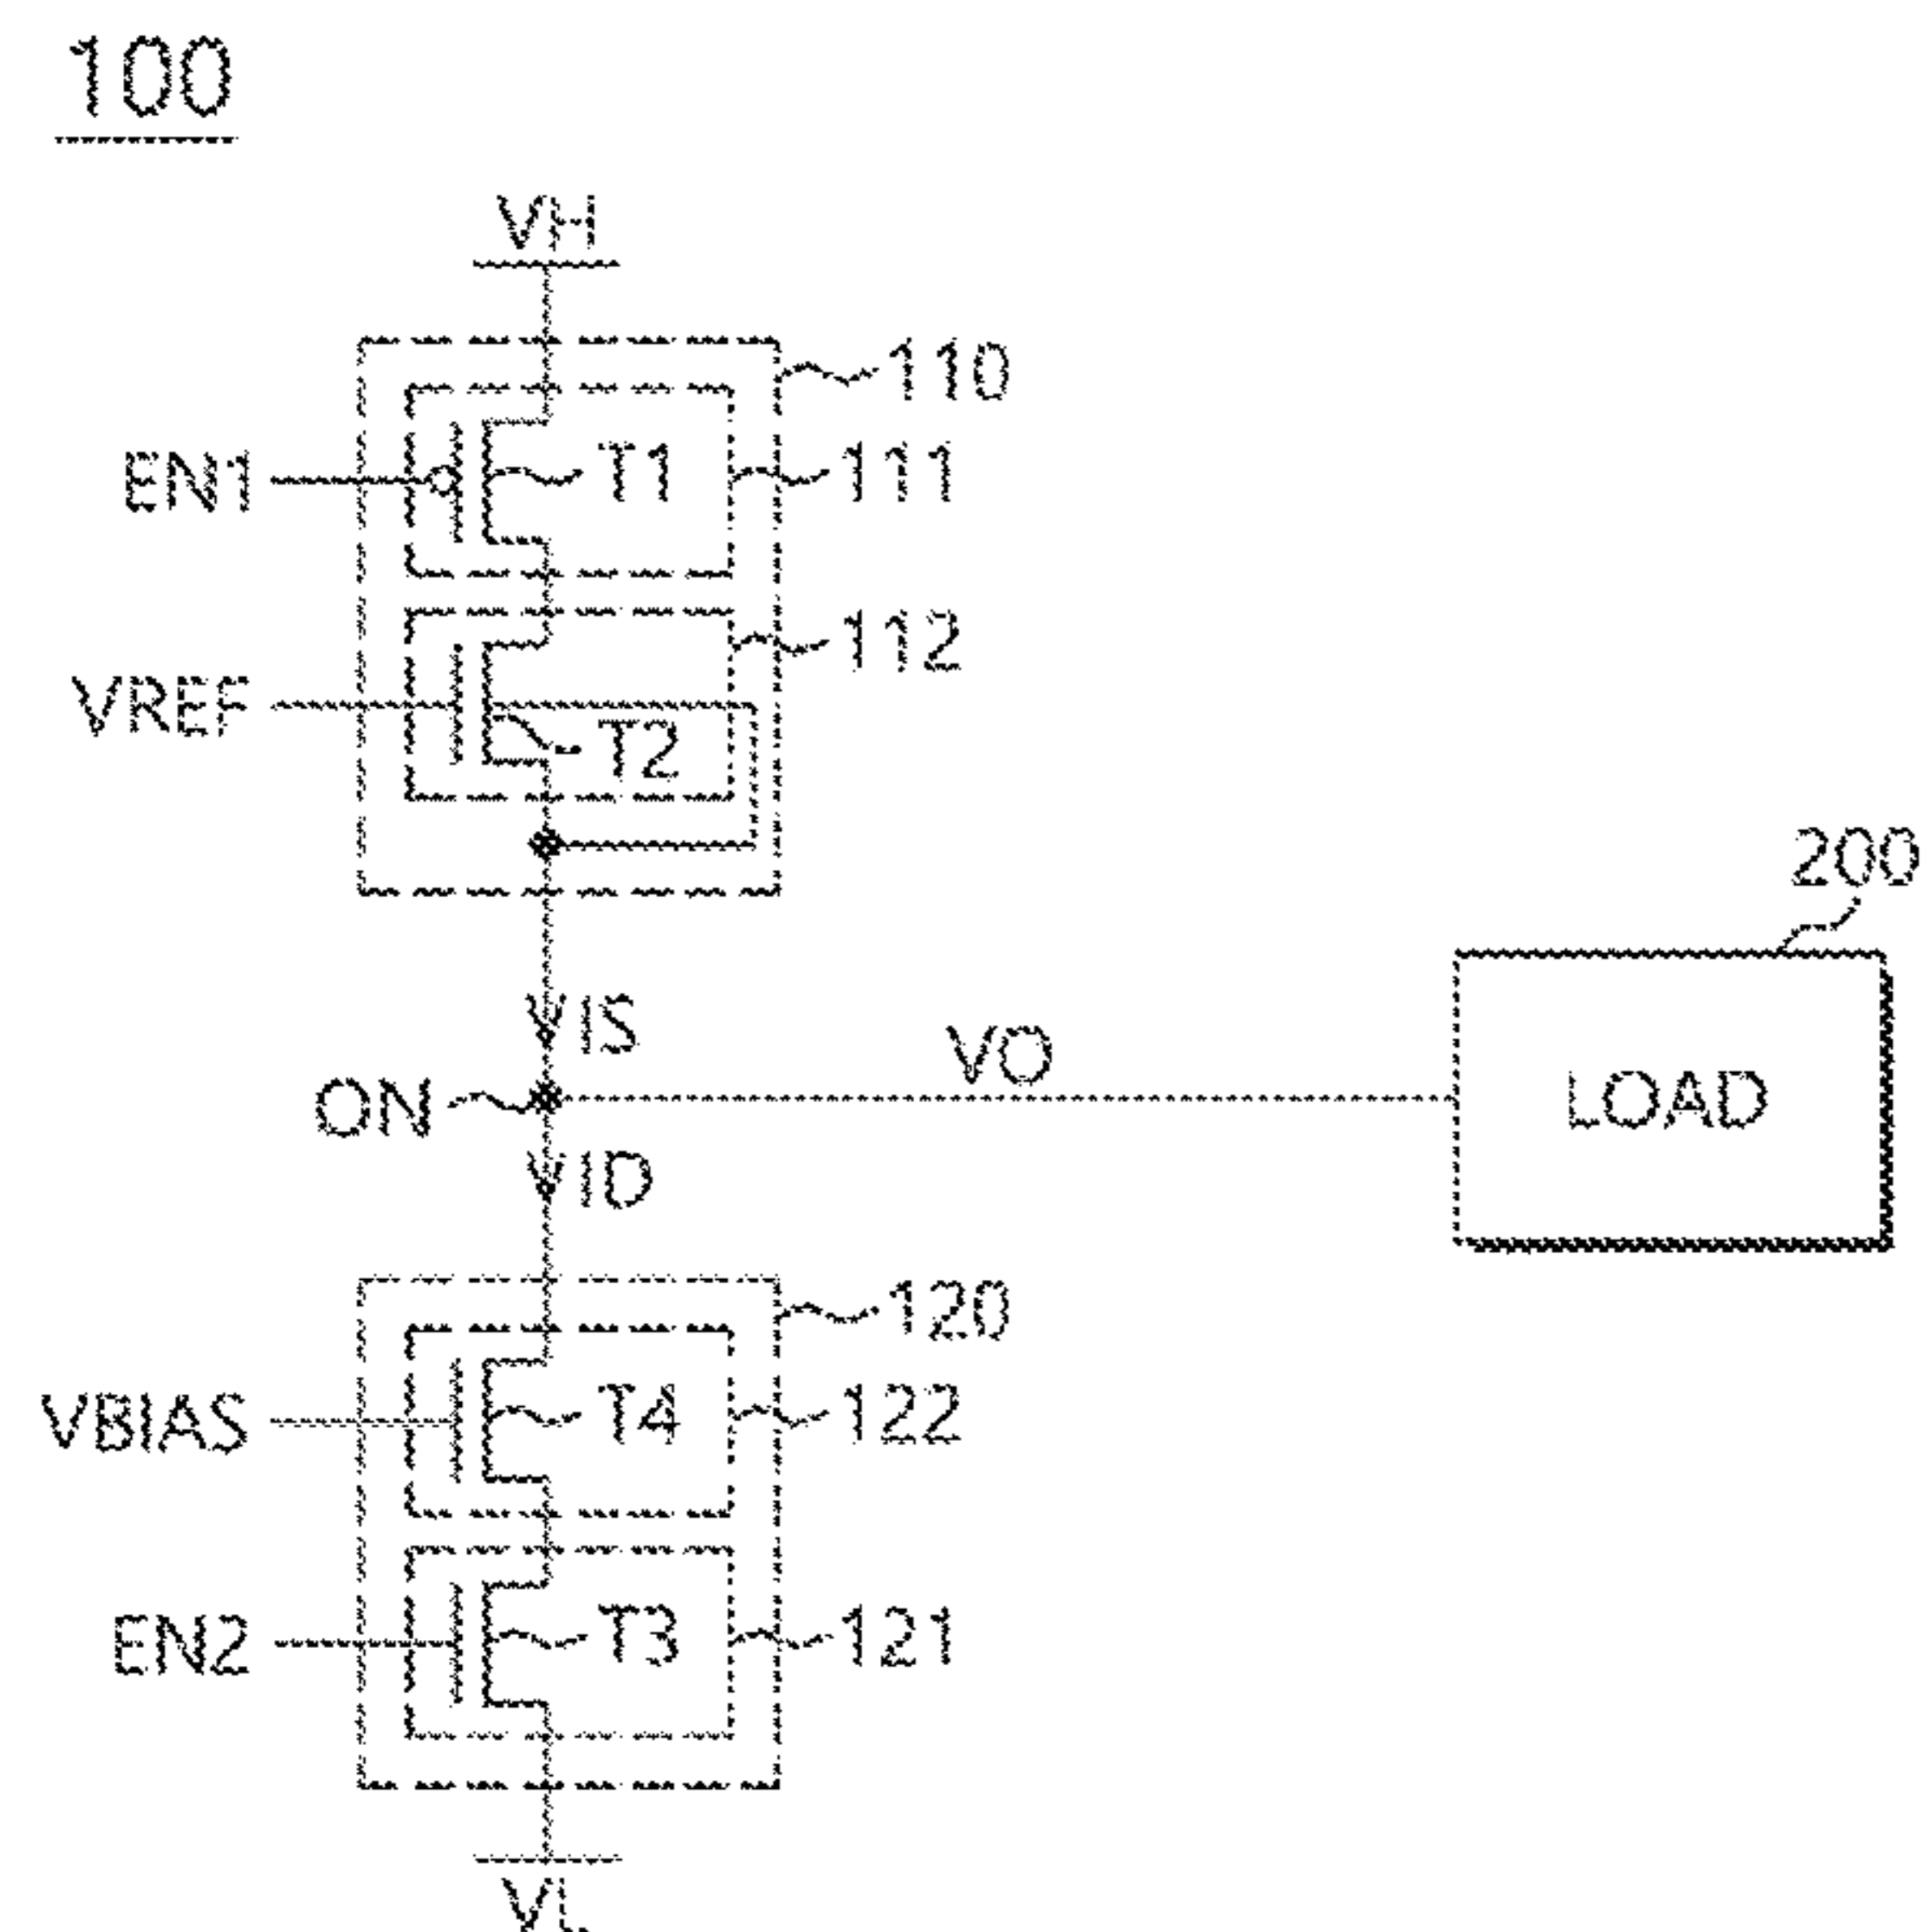 100
VH
110
EN1
T1
111
112
VREF
T2
200
VIS
VO
ON
LOAD
VID
120
VBIAS
T4
122
EN2
T3
121
VL